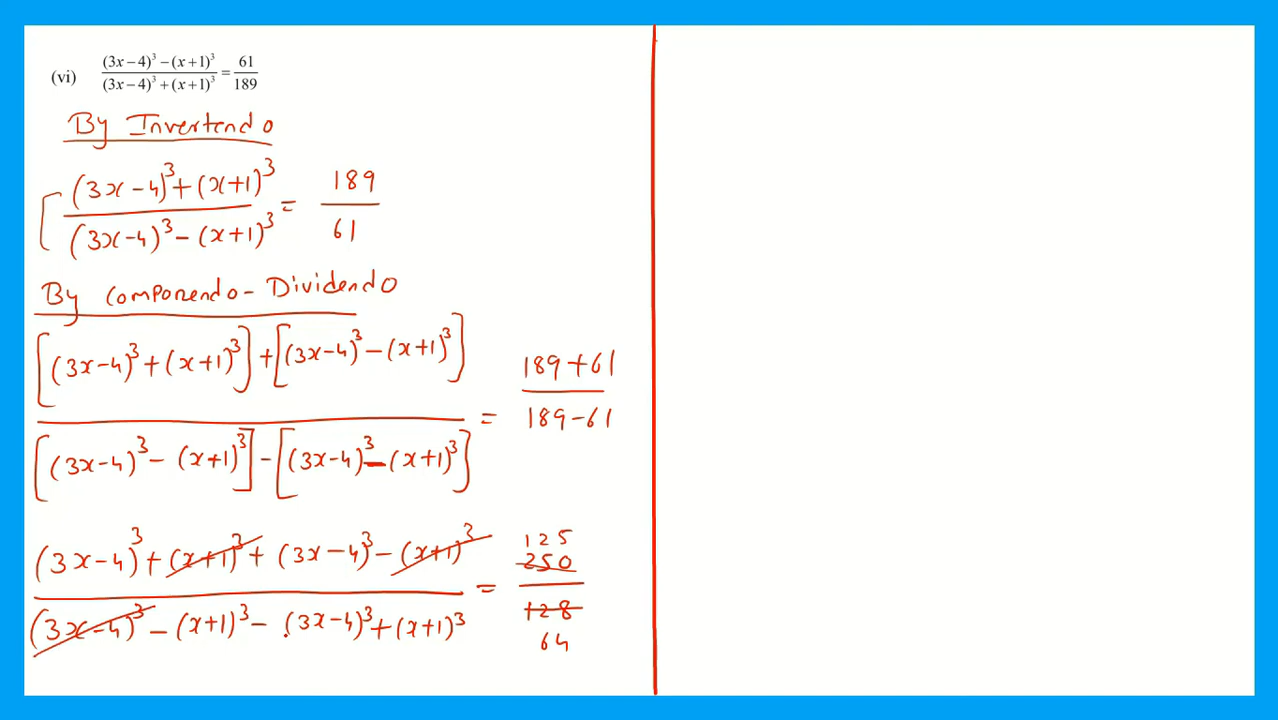 (vi) ((3x−4)³−(x+1)³)/((3x−4)³+(x+1)³) = 61/189
By Invertendo
((3x−4)³+(x+1)³)/((3x−4)³−(x+1)³) = 189/61
By Componendo-Dividendo
[(3x−4)³+(x+1)³]+[(3x−4)³−(x+1)³]/[(3x−4)³−(x+1)³]−[(3x−4)³−(x+1)³] = 189+61/189−61
125
(3x−4)³+(x+1)³+(3x−4)³−(x+1)³/(3x−4)³−(x+1)³−(3x−4)³+(x+1)³ = 250/128
64